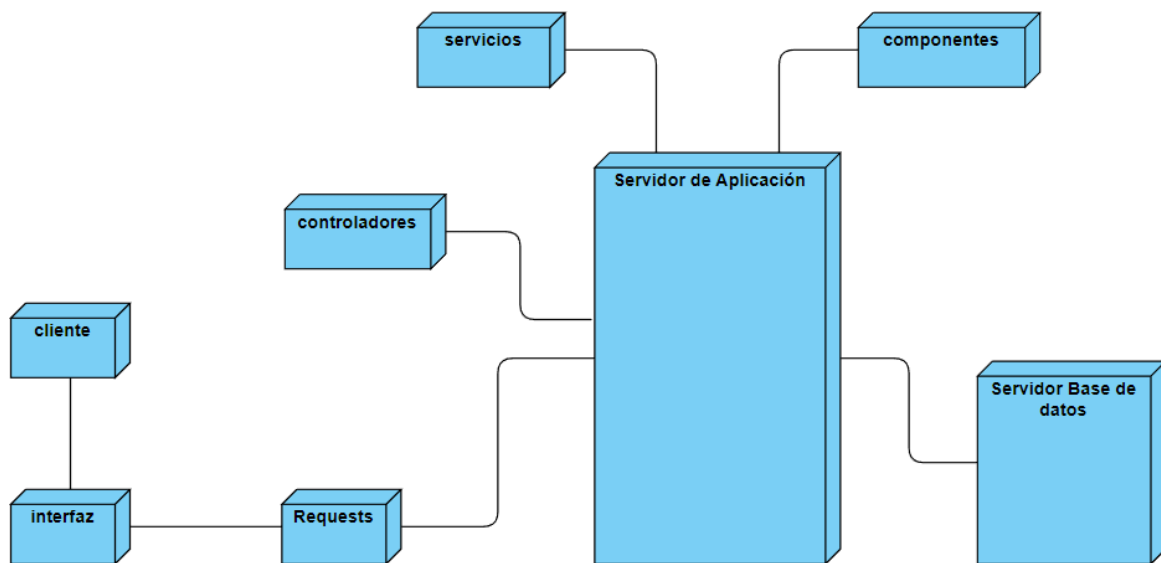 servicios
componentes
Servidor de Aplicación
controladores
cliente
Servidor Base de
datos
interfaz
Requests